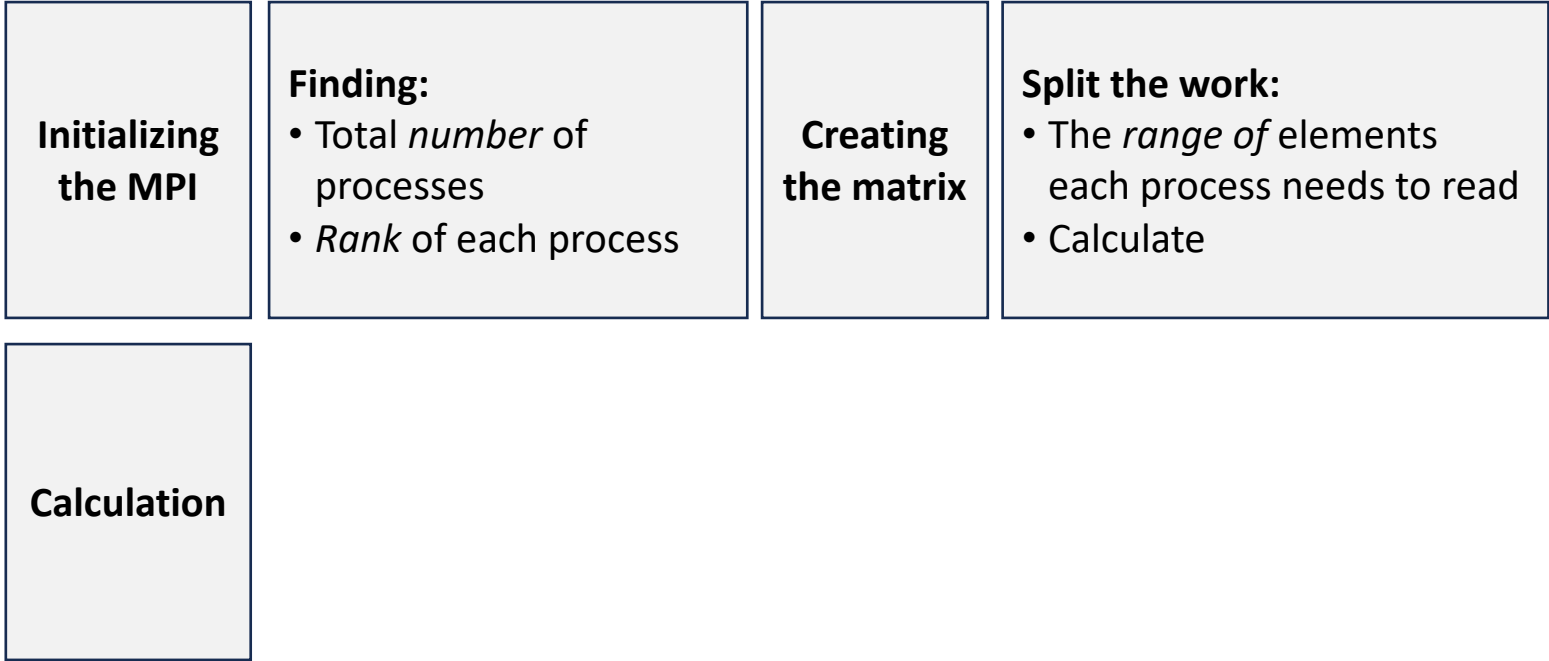 Initializing
the MPI
Finding:
• Total number of
processes
• Rank of each process
Creating
the matrix
Split the work:
• The range of elements
each process needs to read
• Calculate
Calculation